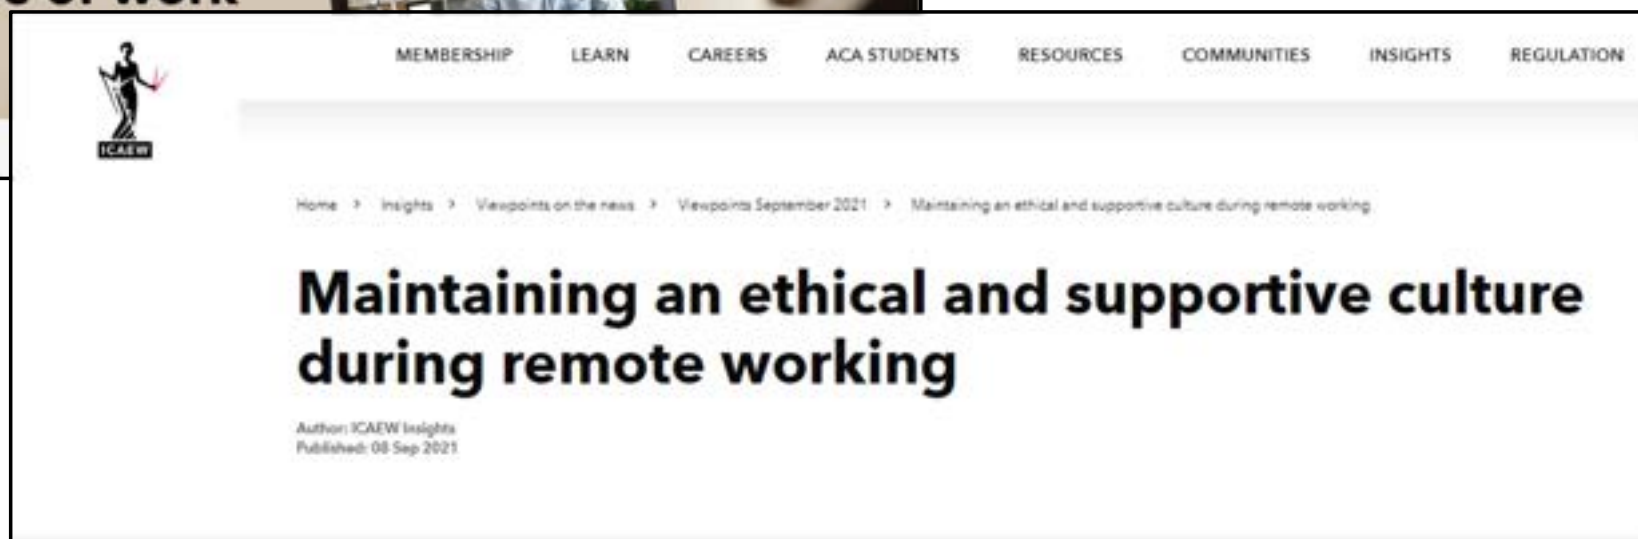 of work
MEMBERSHIP LEARN CAREERS ACA STUDENTS RESOURCES COMMUNITIES INSIGHTS REGULATION
ICAEW
Home > Insights > Viewpoints on the news > Viewpoints September 2021 > Maintaining an ethical and supportive culture during remote working
Maintaining an ethical and supportive culture
during remote working
Author: ICAEW Insights
Published: 08 Sep 2021